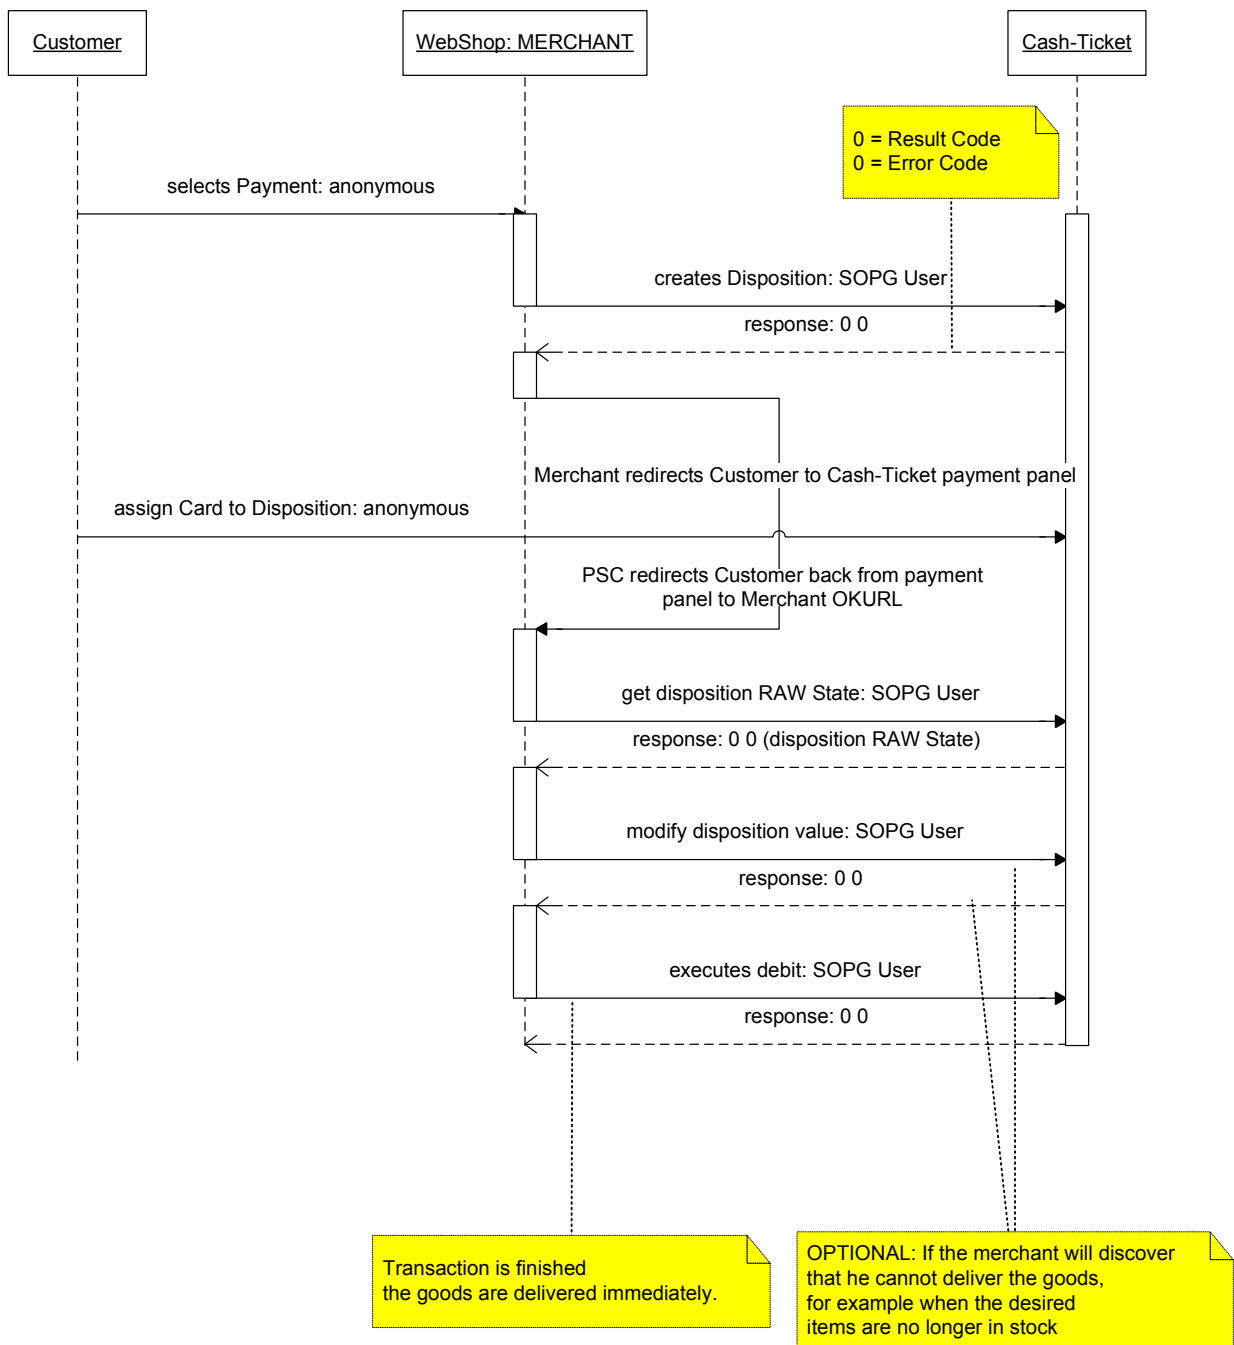 Customer
WebShop: MERCHANT
Cash-Ticket
0 = Result Code
0 = Error Code
selects Payment: anonymous
creates Disposition: SOPG User
response: 0 0
Merchant redirects Customer to Cash-Ticket payment panel
assign Card to Disposition: anonymous
PSC redirects Customer back from payment
panel to Merchant OKURL
get disposition RAW State: SOPG User
response: 0 0 (disposition RAW State)
modify disposition value: SOPG User
response: 0 0
executes debit: SOPG User
response: 0 0
Transaction is finished
the goods are delivered immediately.
OPTIONAL: If the merchant will discover
that he cannot deliver the goods,
for example when the desired
items are no longer in stock